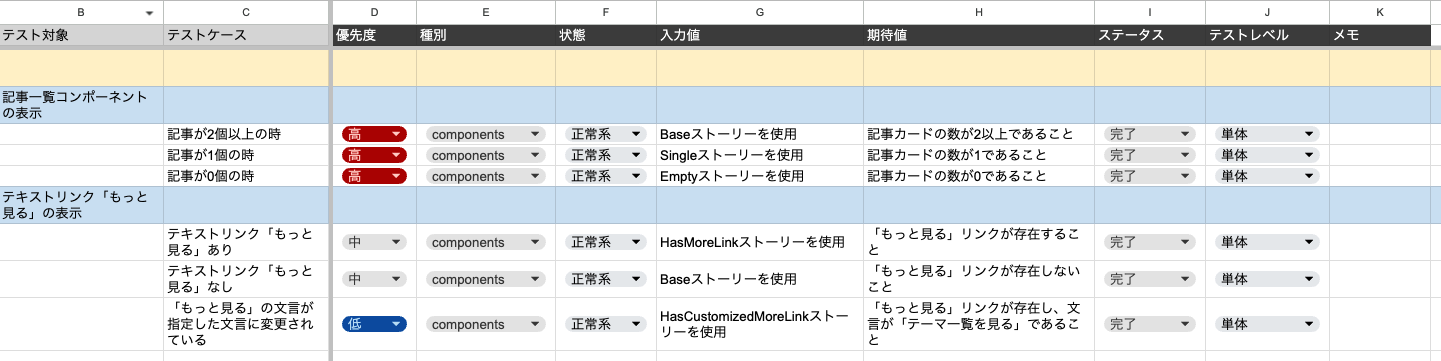 B C D E F G H I J K
テスト対象 テストケース 優先度 種別 状態 入力値 期待値 ステータス テストレベル メモ
記事一覧コンポーネント
の表示
記事が2個以上の時 高 components 正常系 Baseストーリーを使用 記事カードの数が2以上であること 完了 単体
記事が1個の時 高 components 正常系 Singleストーリーを使用 記事カードの数が1であること 完了 単体
記事が0個の時 高 components 正常系 Emptyストーリーを使用 記事カードの数が0であること 完了 単体
テキストリンク「もっと
見る」の表示
テキストリンク「もっと
見る」あり
中 components 正常系 HasMoreLinkストーリーを使用
「もっと見る」リンクが存在するこ
と
完了 単体
テキストリンク「もっと
見る」なし
中 components 正常系 Baseストーリーを使用
「もっと見る」リンクが存在しない
こと
完了 単体
「もっと見る」の文言が
指定した文言に変更され
ている
低 components 正常系
HasCustomizedMoreLinkストー
リーを使用
「もっと見る」リンクが存在し、文
言が「テーマ一覧を見る」であるこ
と
完了 単体